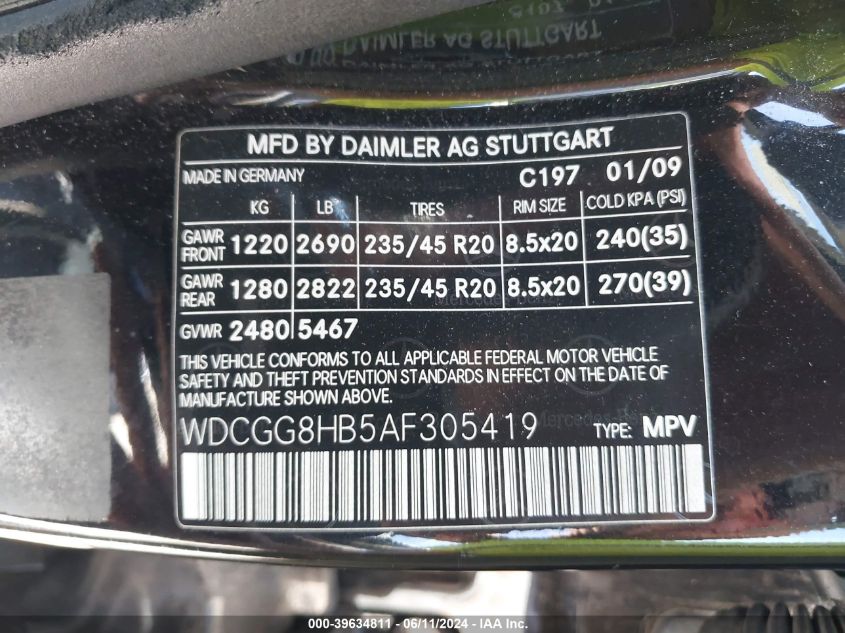 DAIMLER AG STUTTGART
MFD BY DAIMLER AG STUTTGART
MADE IN GERMANY C197 01/09
KG LB TIRES RIM SIZE COLD KPA (PSI)
GAWR FRONT 1220 2690 235/45 R20 8.5x20 240(35)
GAWR REAR 1280 2822 235/45 R20 8.5x20 270(39)
GVWR 2480 5467
THIS VEHICLE CONFORMS TO ALL APPLICABLE FEDERAL MOTOR VEHICLE
SAFETY AND THEFT PREVENTION STANDARDS IN EFFECT ON THE DATE OF
MANUFACTURE SHOWN ABOVE.
WDCGG8HB5AF305419 TYPE: MPV
000-39634811 - 06/11/2024 - IAA Inc.